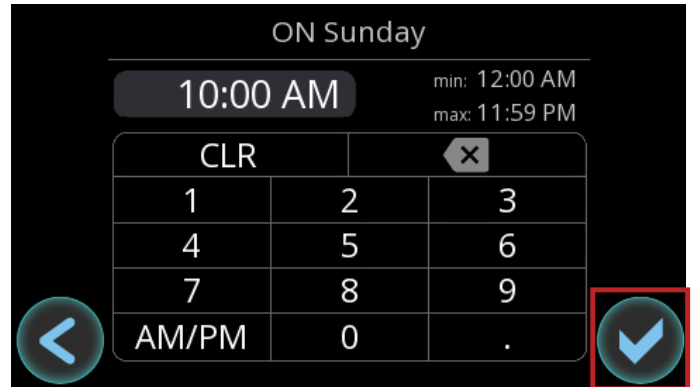 ON Sunday
10:00 AM
min: 12:00 AM
max: 11:59 PM
CLR
1 2 3
4 5 6
7 8 9
AM/PM 0 .